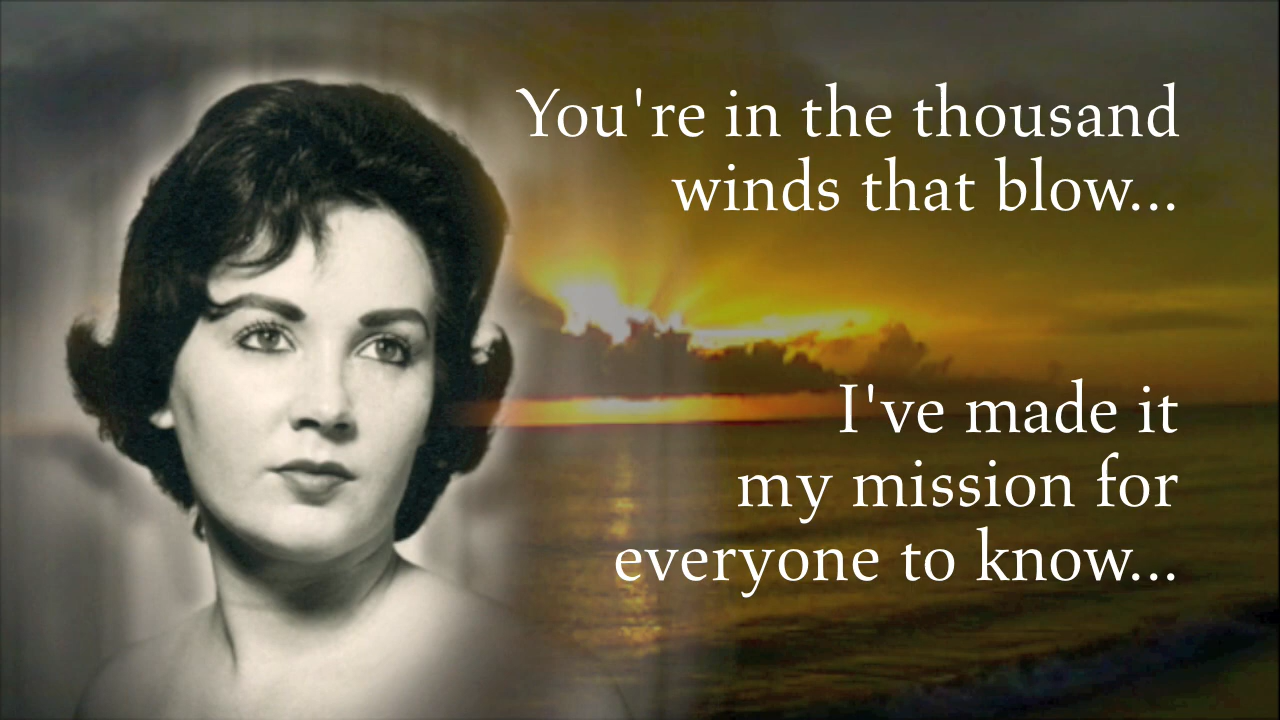 You're in the thousand
winds that blow...
I've made it
my mission for
everyone to know...